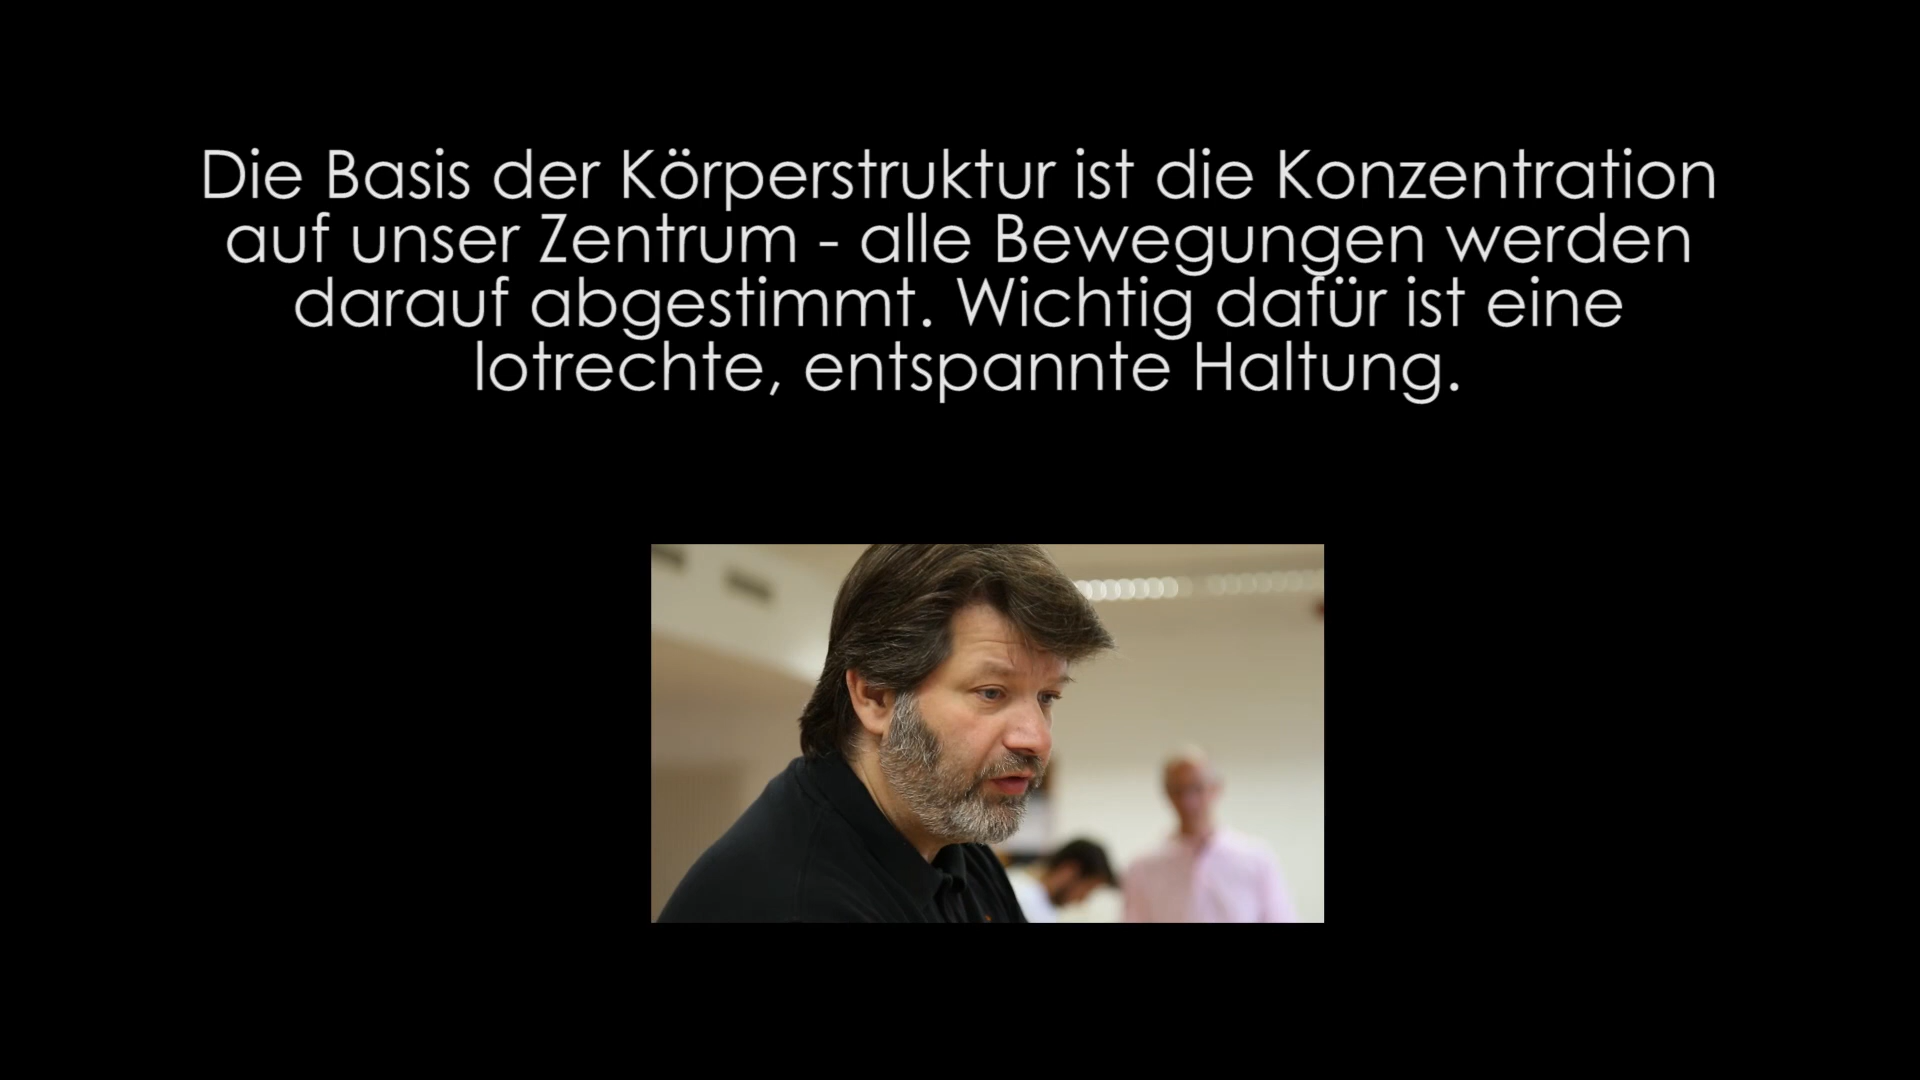 Die Basis der Körperstruktur ist die Konzentration
auf unser Zentrum - alle Bewegungen werden
darauf abgestimmt. Wichtig dafür ist eine
lotrechte, entspannte Haltung.